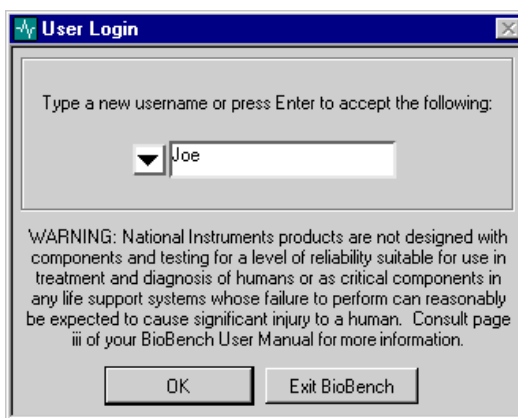 User Login
Type a new username or press Enter to accept the following:
Joe
WARNING: National Instruments products are not designed with
components and testing for a level of reliability suitable for use in
treatment and diagnosis of humans or as critical components in
any life support systems whose failure to perform can reasonably
be expected to cause significant injury to a human. Consult page
iii of your BioBench User Manual for more information.
OK
Exit BioBench